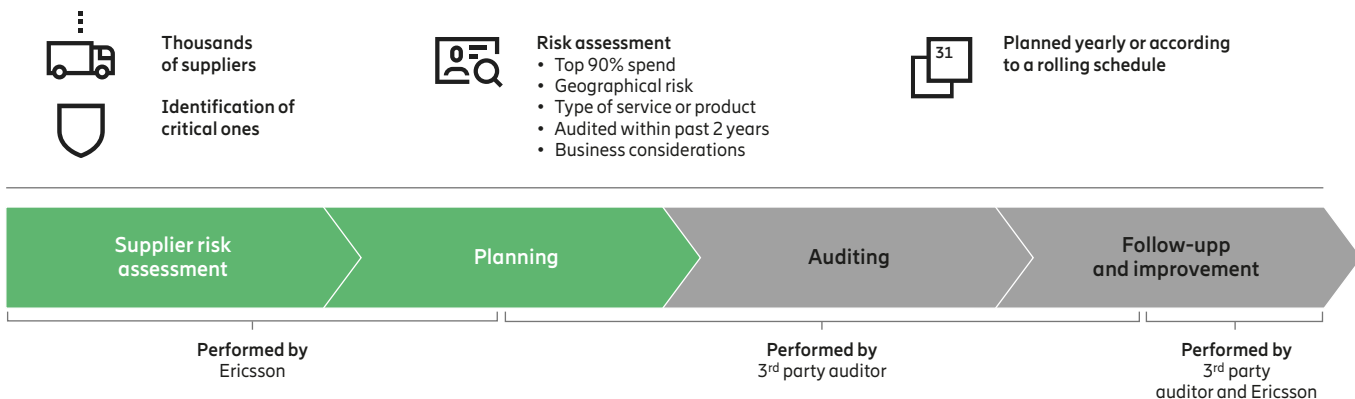 Thousands
of suppliers
Identification of
critical ones
Risk assessment
• Top 90% spend
• Geographical risk
• Type of service or product
• Audited within past 2 years
• Business considerations
31
Planned yearly or according
to a rolling schedule
Supplier risk
assessment
Planning
Auditing
Follow-upp
and improvement
Performed by
Ericsson
Performed by
3rd party auditor
Performed by
3rd party
auditor and Ericsson